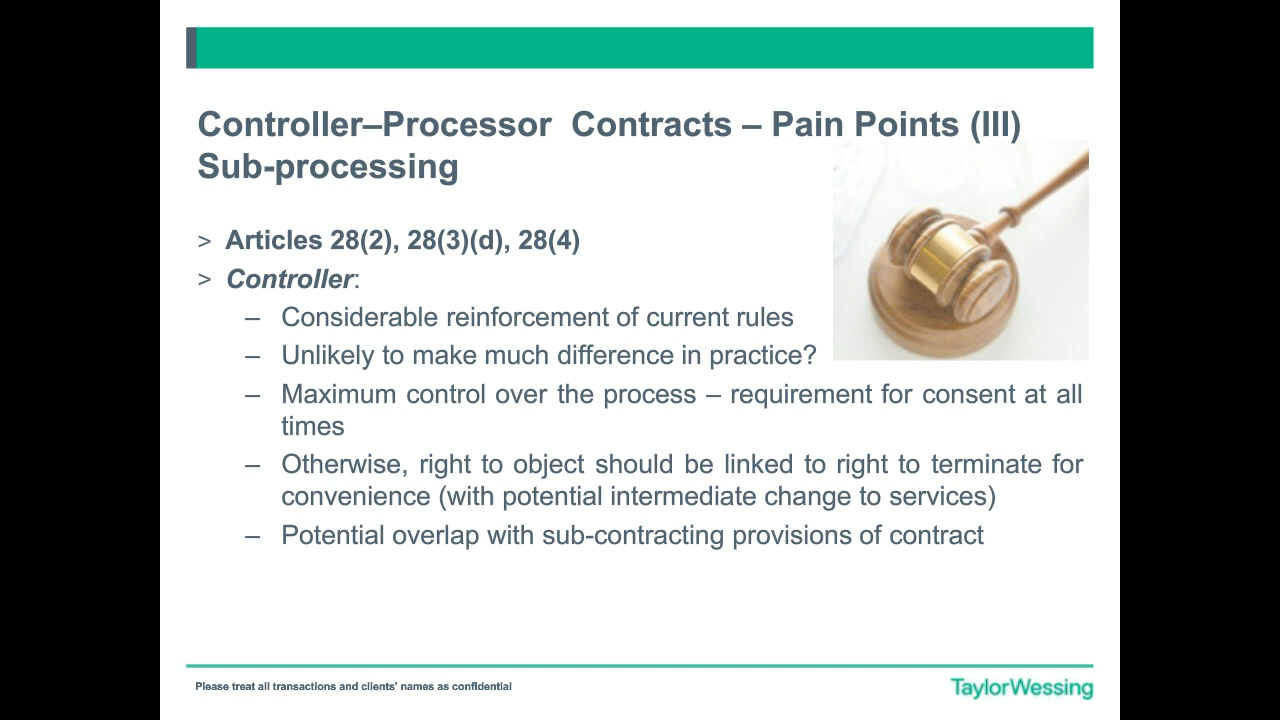 Controller–Processor Contracts – Pain Points (III)
Sub-processing
> Articles 28(2), 28(3)(d), 28(4)
> Controller:
– Considerable reinforcement of current rules
– Unlikely to make much difference in practice?
– Maximum control over the process – requirement for consent at all
times
– Otherwise, right to object should be linked to right to terminate for
convenience (with potential intermediate change to services)
– Potential overlap with sub-contracting provisions of contract
Please treat all transactions and clients' names as confidential
TaylorWessing